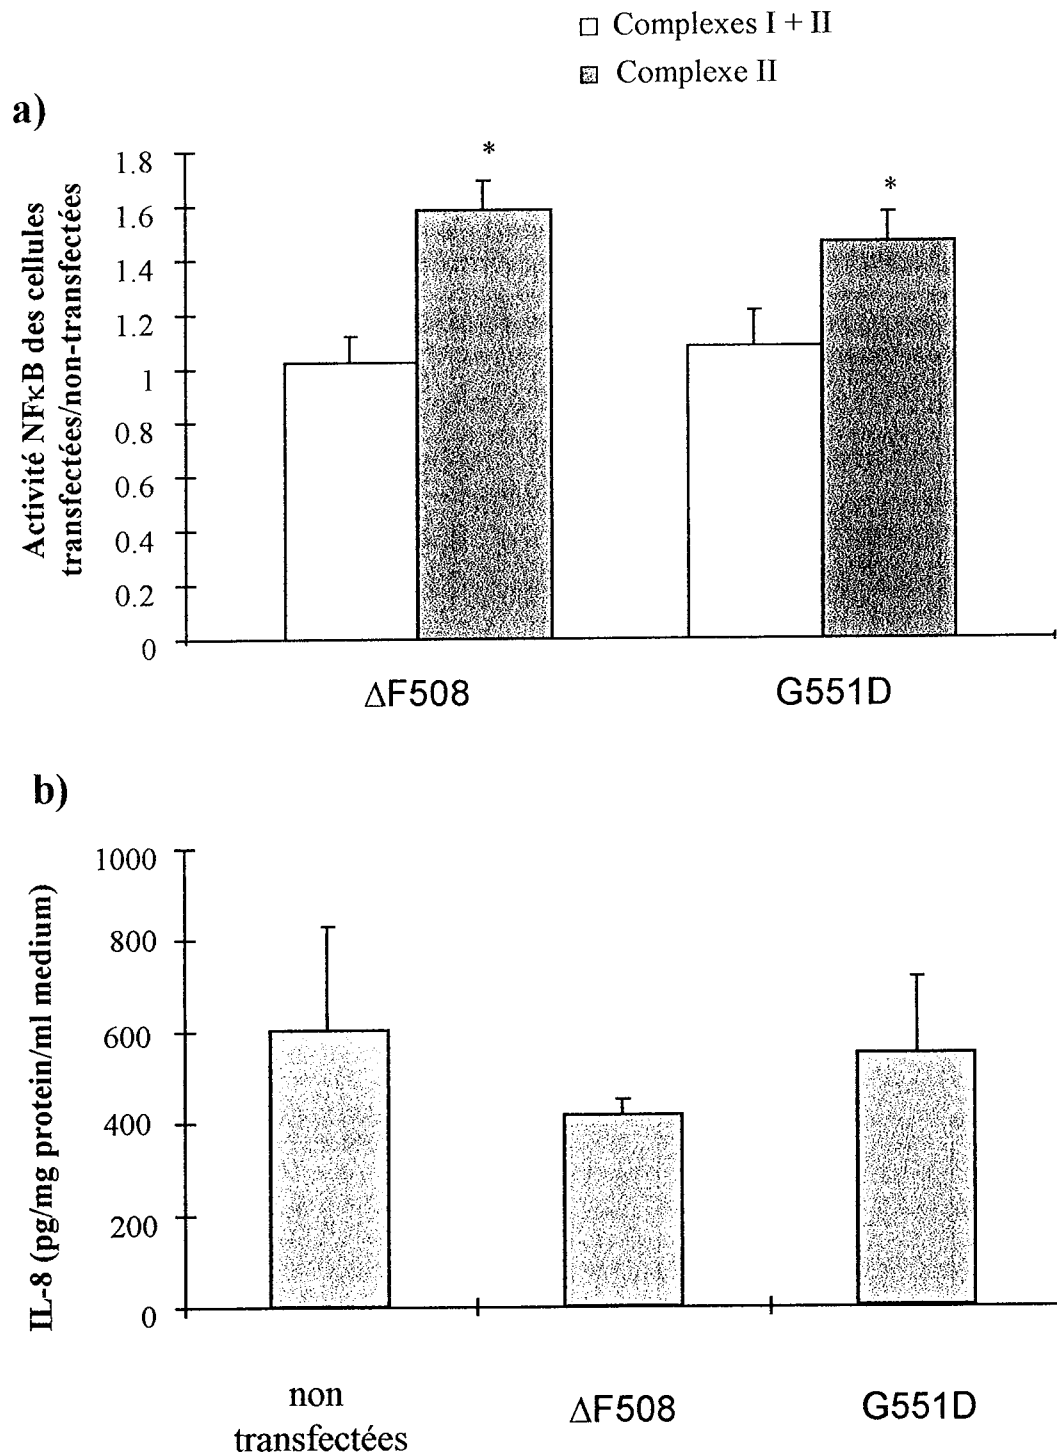 Complexes I + II
Complexe II
a)
Activité NFκB des cellules
transfectées/non-transfectées
1.8
1.6
1.4
1.2
1
0.8
0.6
0.4
0.2
0
*
*
ΔF508
G551D
b)
IL-8 (pg/mg protein/ml medium)
1000
800
600
400
200
0
non
transfectées
ΔF508
G551D